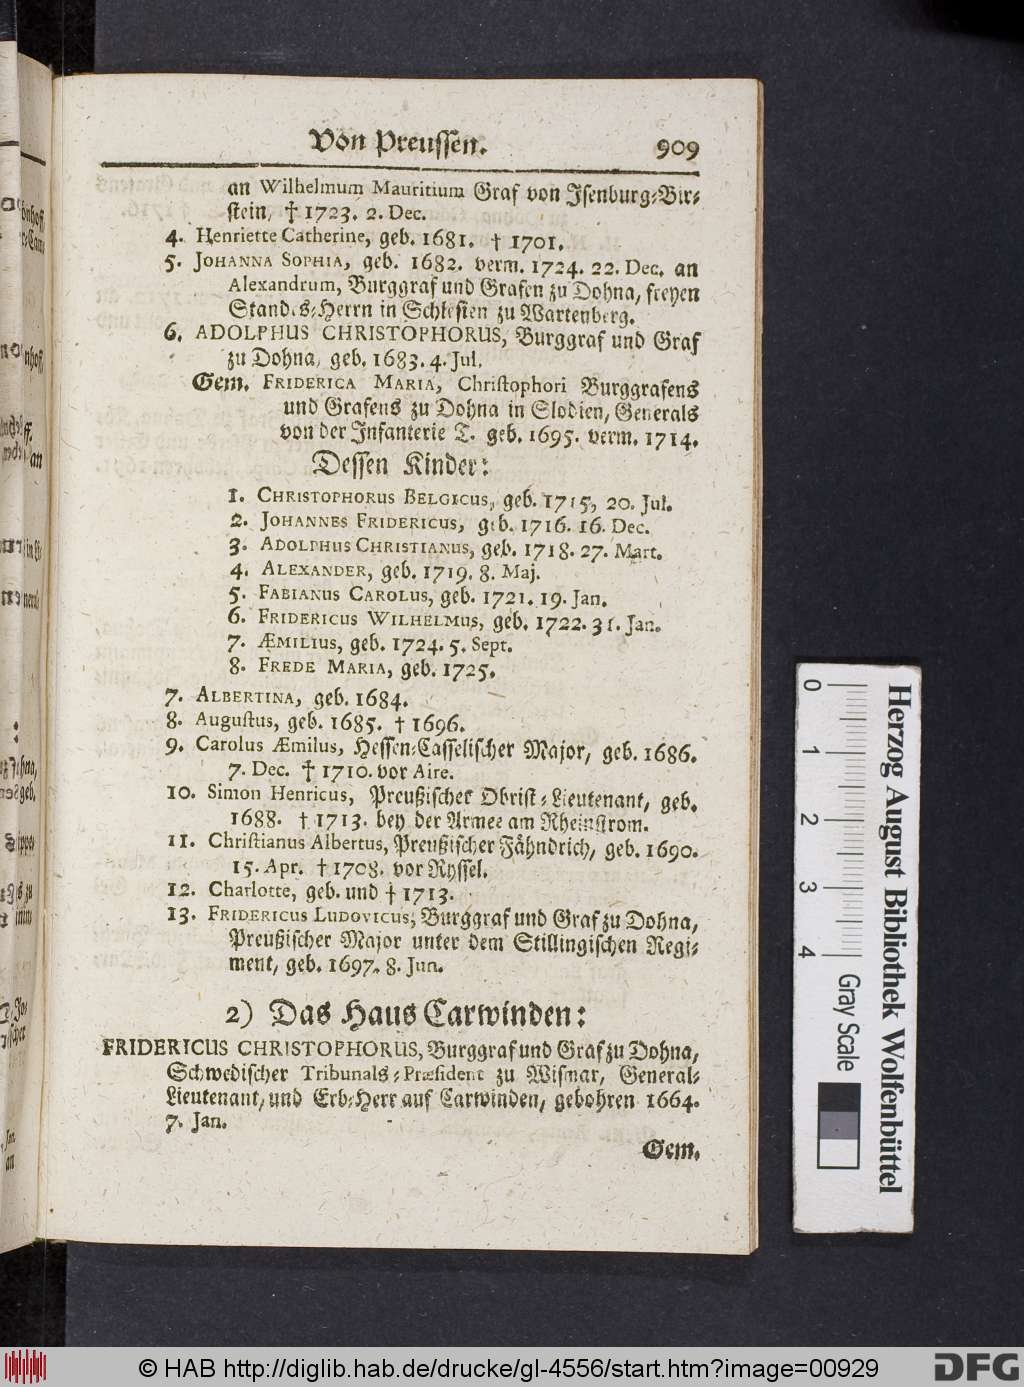 Von Preussen. 909
an Wilhelmum Mauritium Graf von Jsenburg-Bir-
stein, † 1723. 2. Dec.
4. Henriette Catherine, geb. 1681. † 1701.
5. JOHANNA SOPHIA, geb. 1682. verm. 1724. 22. Dec. an
Alexandrum, Burggraf und Grafen zu Dohna, freyen
Standes-Herrn in Schlesien zu Wartenberg.
6. ADOLPHUS CHRISTOPHORUS, Burggraf und Graf
zu Dohna, geb. 1683. 4. Jul.
Gem. FRIDERICA MARIA, Christophori Burggrafens
und Grafens zu Dohna in Slodien, Generals
von der Jnfanterie T. geb. 1695. verm. 1714.
Dessen Kinder:
1. CHRISTOPHORUS BELGICUS, geb. 1715, 20. Jul.
2. JOHANNES FRIDERICUS, geb. 1716. 16. Dec.
3. ADOLPHUS CHRISTIANUS, geb. 1718. 27. Mart.
4. ALEXANDER, geb. 1719. 8. Maj.
5. FABIANUS CAROLUS, geb. 1721. 19. Jan.
6. FRIDERICUS WILHELMUS, geb. 1722. 31. Jan.
7. ÆMILIUS, geb. 1724. 5. Sept.
8. FREDE MARIA, geb. 1725.
7. ALBERTINA, geb. 1684.
8. Augustus, geb. 1685. † 1696.
9. Carolus Æmilus, Hessen-Casselischer Major, geb. 1686.
7. Dec. † 1710. vor Aire.
10. Simon Henricus, Preußischer Obrist-Lieutenant, geb.
1688. † 1713. bey der Armee am Rheinstrom.
11. Christianus Albertus, Preußischer Fähndrich, geb. 1690.
15. Apr. † 1708. vor Ryssel.
12. Charlotte, geb. und † 1713.
13. FRIDERICUS LUDOVICUS, Burggraf und Graf zu Dohna,
Preußischer Major unter dem Stillingischen Regi-
ment, geb. 1697. 8. Jun.
2) Das Haus Carwinden:
FRIDERICUS CHRISTOPHORUS, Burggraf und Graf zu Dohna,
Schwedischer Tribunals-Præsident zu Wismar, General-
Lieutenant, und Erb-Herr auf Carwinden, gebohren 1664.
7. Jan.
Gem.
0 1 2 3 4
Herzog August Bibliothek Wolfenbüttel
Gray Scale
© HAB http://diglib.hab.de/drucke/gl-4556/start.htm?image=00929
DFG